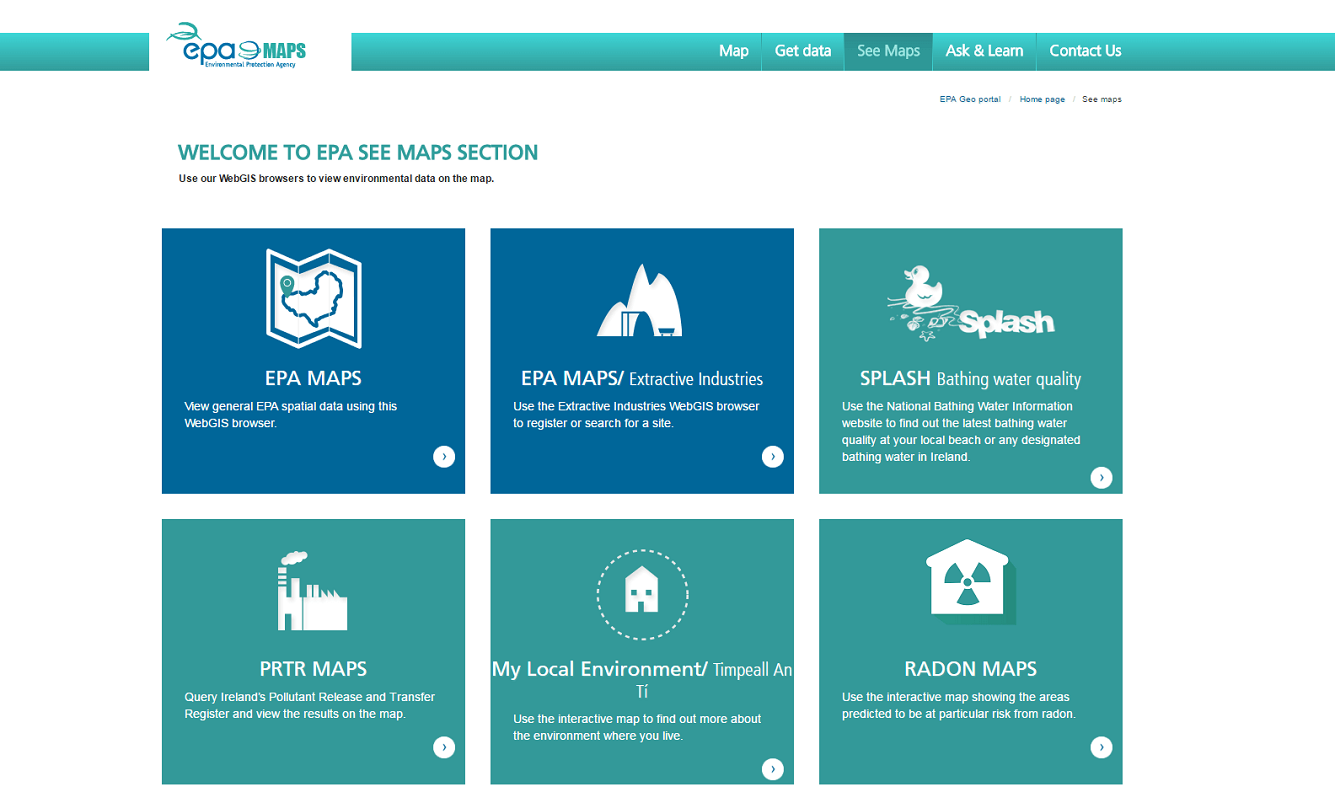 epa MAPS
Environmental Protection Agency
Map
Get data
See Maps
Ask & Learn
Contact Us
EPA Geo portal / Home page / See maps
WELCOME TO EPA SEE MAPS SECTION
Use our WebGIS browsers to view environmental data on the map.
EPA MAPS
View general EPA spatial data using this
WebGIS browser.
EPA MAPS/ Extractive Industries
Use the Extractive Industries WebGIS browser
to register or search for a site.
Splash
SPLASH Bathing water quality
Use the National Bathing Water Information
website to find out the latest bathing water
quality at your local beach or any designated
bathing water in Ireland.
PRTR MAPS
Query Ireland's Pollutant Release and Transfer
Register and view the results on the map.
My Local Environment/ Timpeall An
Tí
Use the interactive map to find out more about
the environment where you live.
RADON MAPS
Use the interactive map showing the areas
predicted to be at particular risk from radon.